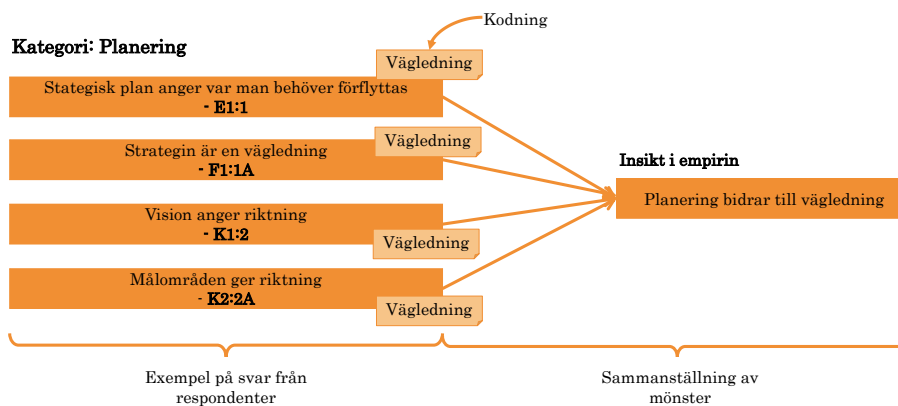 Kodning
Kategori: Planering
Vägledning
Stategisk plan anger var man behöver förflyttas
- E1:1
Vägledning
Strategin är en vägledning
- F1:1A
Insikt i empirin
Planering bidrar till vägledning
Vision anger riktning
- K1:2
Vägledning
Målområden ger riktning
- K2:2A
Vägledning
Exempel på svar från
respondenter
Sammanställning av
mönster